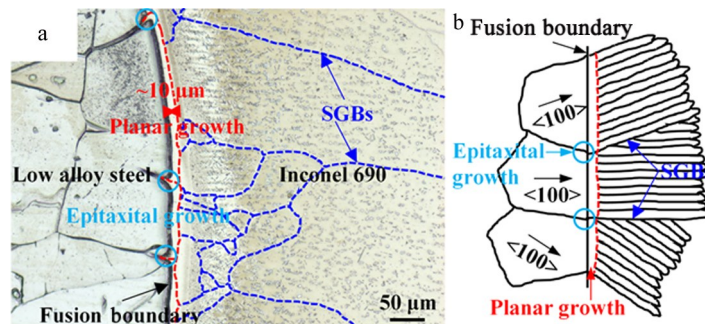 a
~10 μm
Planar growth
SGBs
Low alloy steel
Inconel 690
Epitaxital growth
Fusion boundary
50 μm
b
Fusion boundary
<100>
Epitaxital
growth
SGB
<100>
<100>
Planar growth